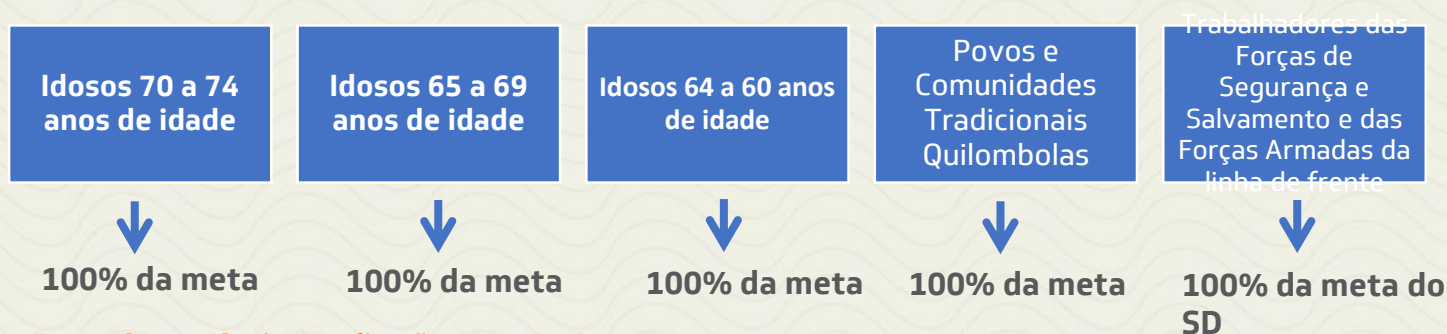 Idosos 70 a 74
anos de idade
Idosos 65 a 69
anos de idade
Idosos 64 a 60 anos
de idade
Povos e
Comunidades
Tradicionais
Quilombolas
Trabalhadores das
Forças de
Segurança e
Salvamento e das
Forças Armadas da
linha de frente
100% da meta
100% da meta
100% da meta
100% da meta
100% da meta do
SD